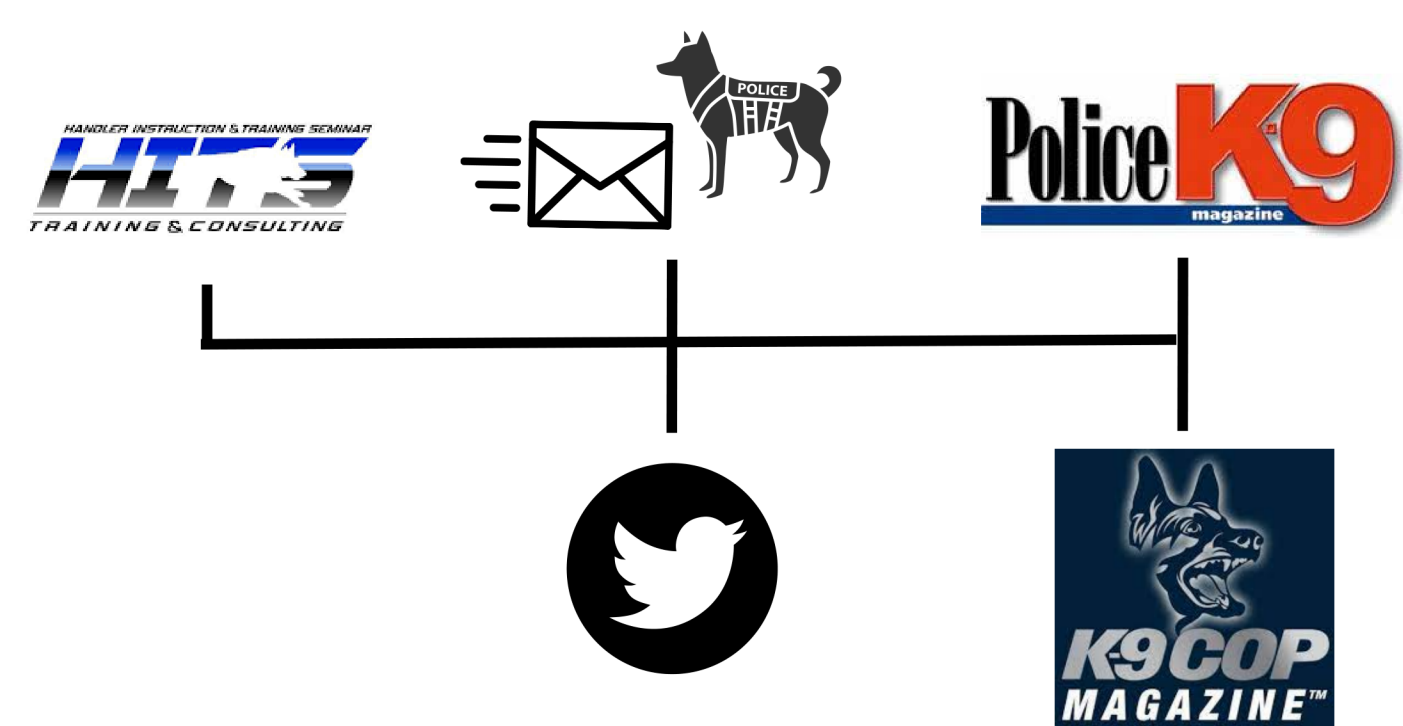 HANDLER INSTRUCTION & TRAINING SEMINAR
HITS
TRAINING & CONSULTING
POLICE
Police K-9
magazine
K-9 COP
MAGAZINE™